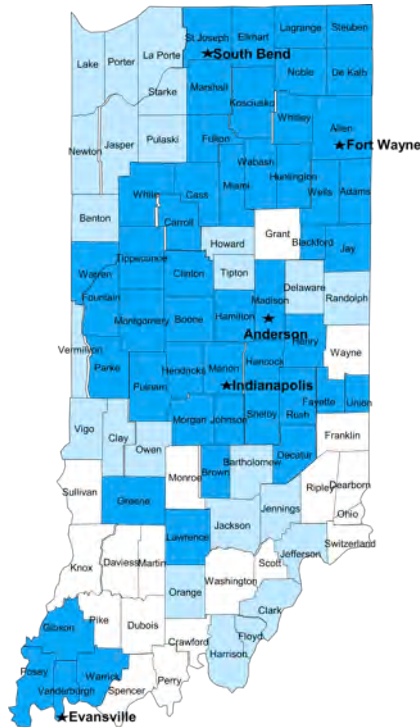 Lagrange Steuben
St Joseph Elkhart
La Porte
Lake Porter
★South Bend
Noble De Kalb
Marshall
Starke
Kosciusko
Whitley Allen
Pulaski Fulton
★Fort Wayne
Jasper
Newton
Wabash
Miami Huntington
White Cass
Wells Adams
Benton
Carroll
Grant
Howard
Blackford Jay
Tippecanoe
Warren
Clinton Tipton
Delaware
Madison
Randolph
Fountain
Montgomery Boone Hamilton
★
Anderson
Henry
Wayne
Vermillion
Hendricks Marion Hancock
Parke
Putnam
★Indianapolis
Fayette Union
Morgan Johnson Shelby Rush
Vigo
Clay
Owen
Franklin
Decatur
Brown Bartholomew
Monroe
Sullivan
Greene
Ripley Dearborn
Jennings
Jackson
Ohio
Lawrence
Switzerland
Jefferson
Knox Daviess Martin
Scott
Washington
Orange
Clark
Pike
Dubois
Gibson
Crawford Floyd
Harrison
Posey Warrick
Perry
Vanderburgh Spencer
★Evansville